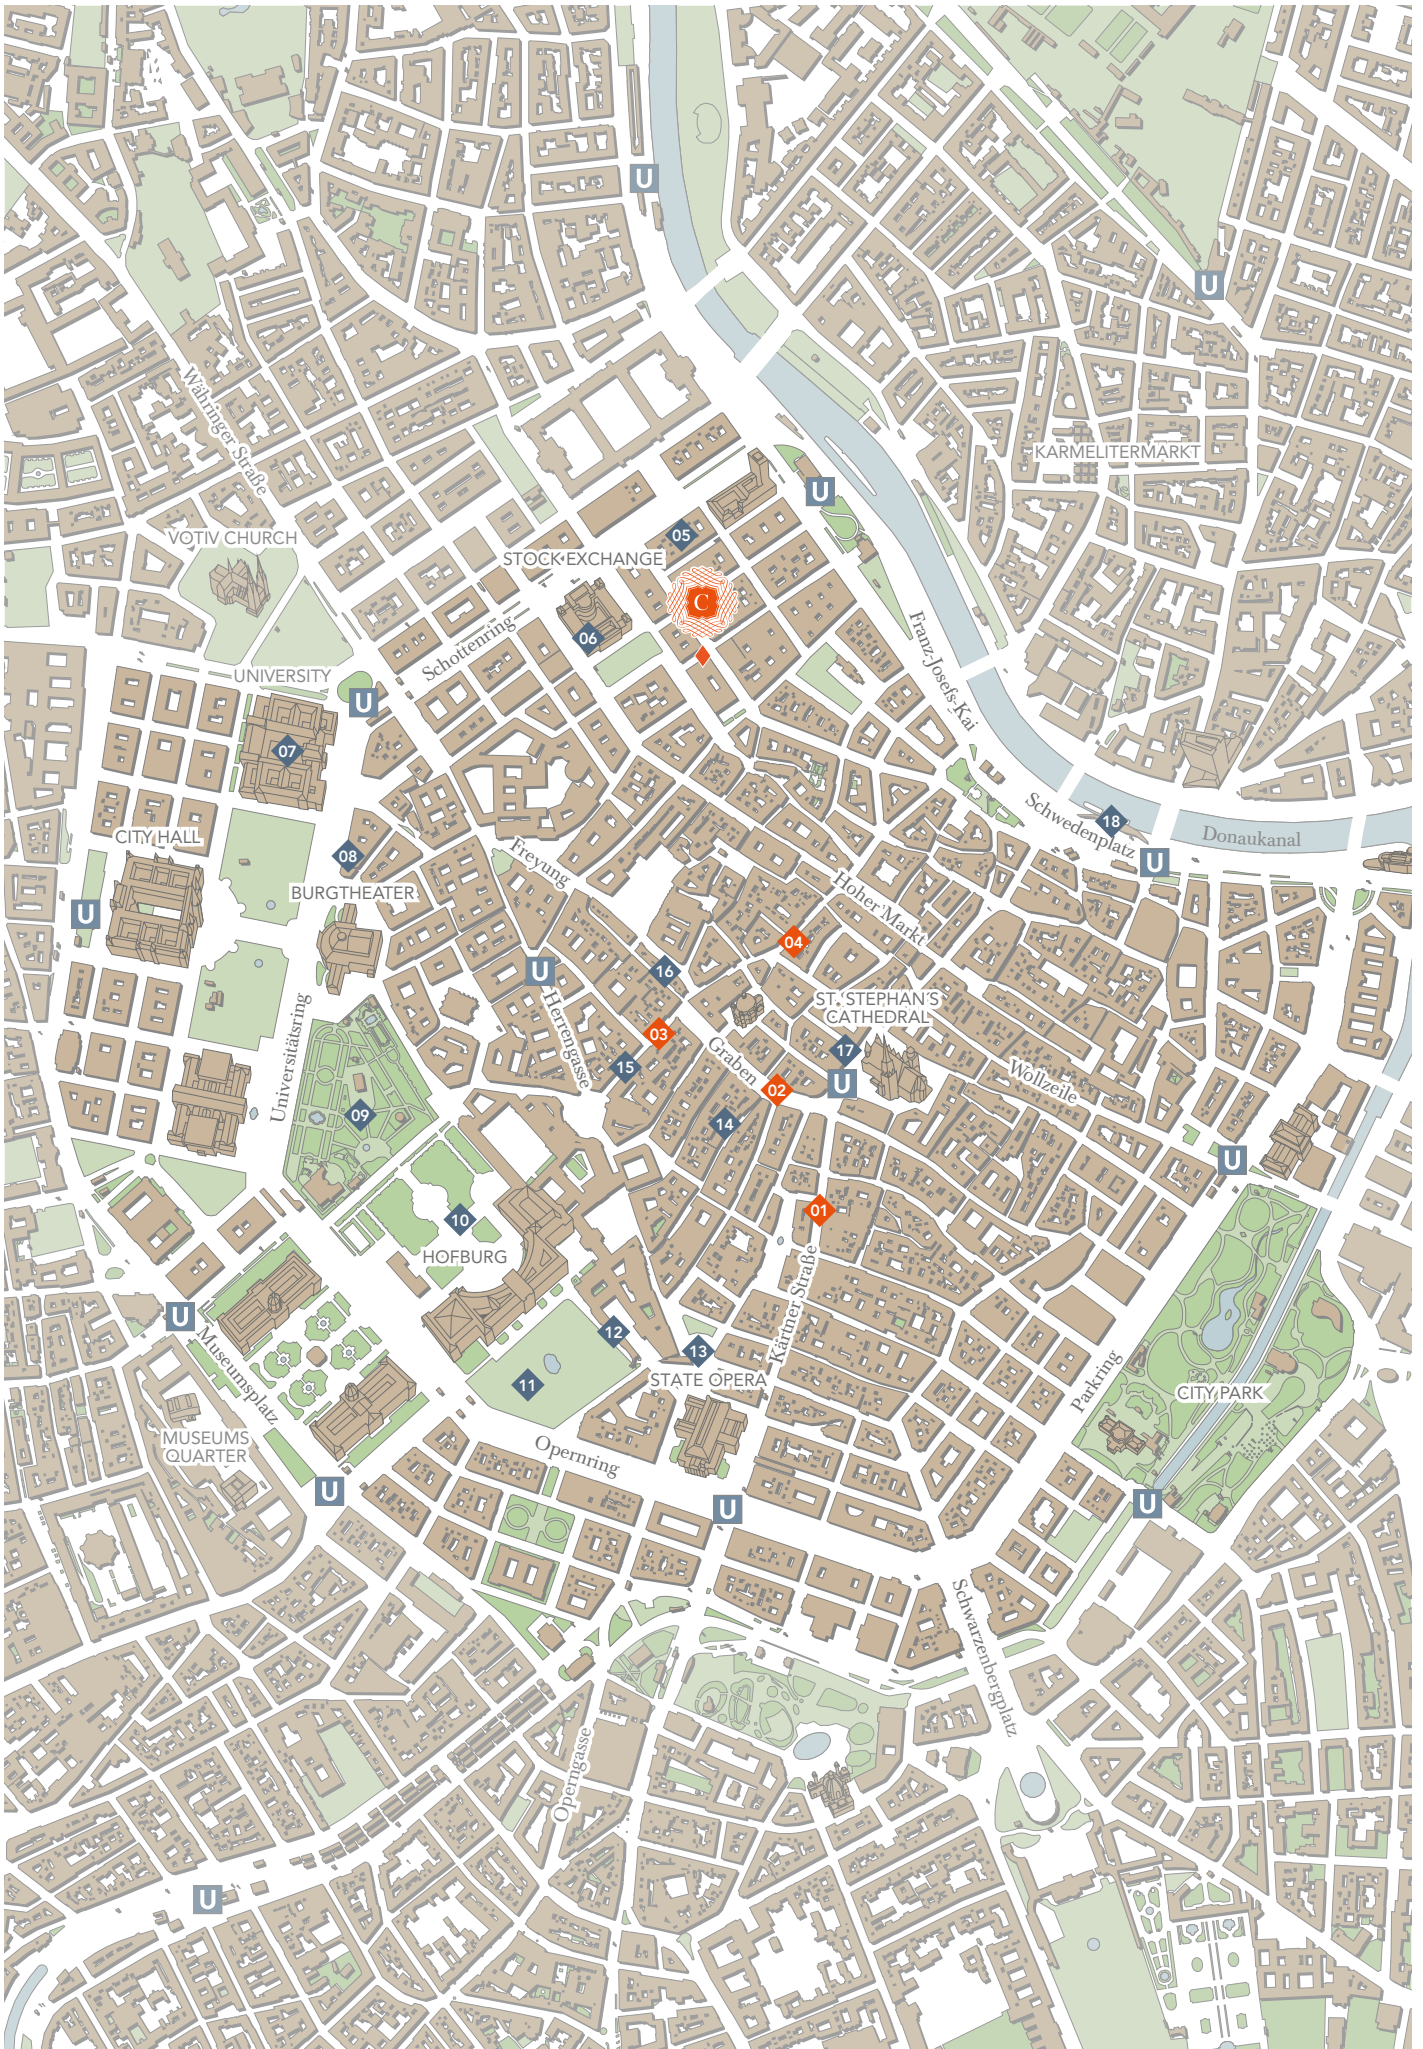 U
U
Währinger Straße
KARMELITERMARKT
U
VOTIV CHURCH
05
STOCK EXCHANGE
C
06
Schottenring
Franz-Josefs-Kai
UNIVERSITY
U
07
CITY HALL
08
BURGTHEATER
Freyung
Schwedenplatz
18
Donaukanal
U
Hoher Markt
U
04
U
16
ST. STEPHAN'S
CATHEDRAL
Herrengasse
Universitätsring
03
Graben
17
15
U
02
Wollzeile
09
14
U
10
01
HOFBURG
Kärtner Straße
U
Museumsplatz
12
13
STATE OPERA
11
Parkring
CITY PARK
MUSEUMS
QUARTER
Opernring
U
U
U
Schwarzenbergplatz
Operngasse
U